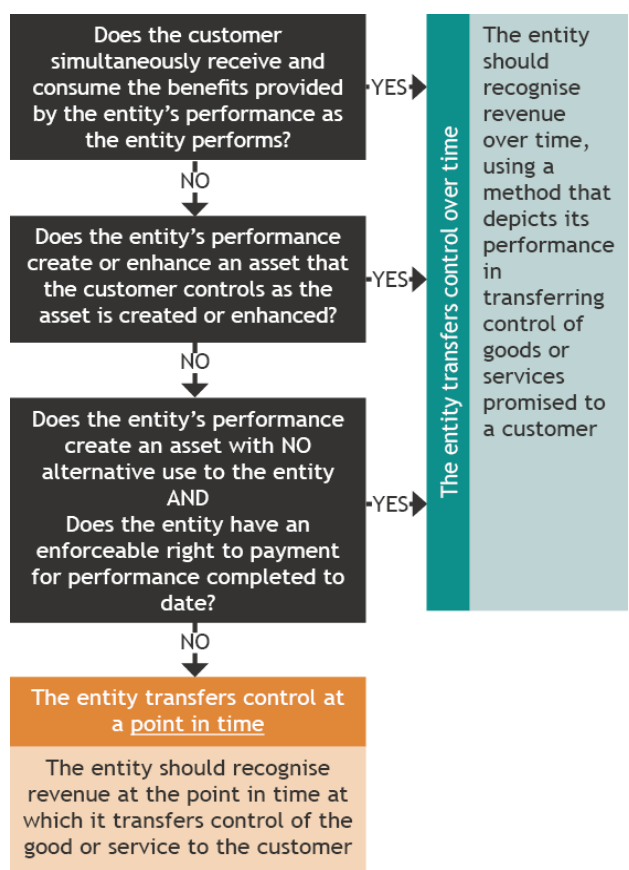 Does the customer
simultaneously receive and
consume the benefits provided
by the entity's performance as
the entity performs?
YES
NO
Does the entity's performance
create or enhance an asset that
the customer controls as the
asset is created or enhanced?
YES
NO
Does the entity's performance
create an asset with NO
alternative use to the entity
AND
Does the entity have an
enforceable right to payment
for performance completed to
date?
YES
NO
The entity transfers control over time
The entity
should
recognise
revenue
over time,
using a
method that
depicts its
performance
in
transferring
control of
goods or
services
promised to
a customer
The entity transfers control at
a point in time
The entity should recognise
revenue at the point in time at
which it transfers control of the
good or service to the customer